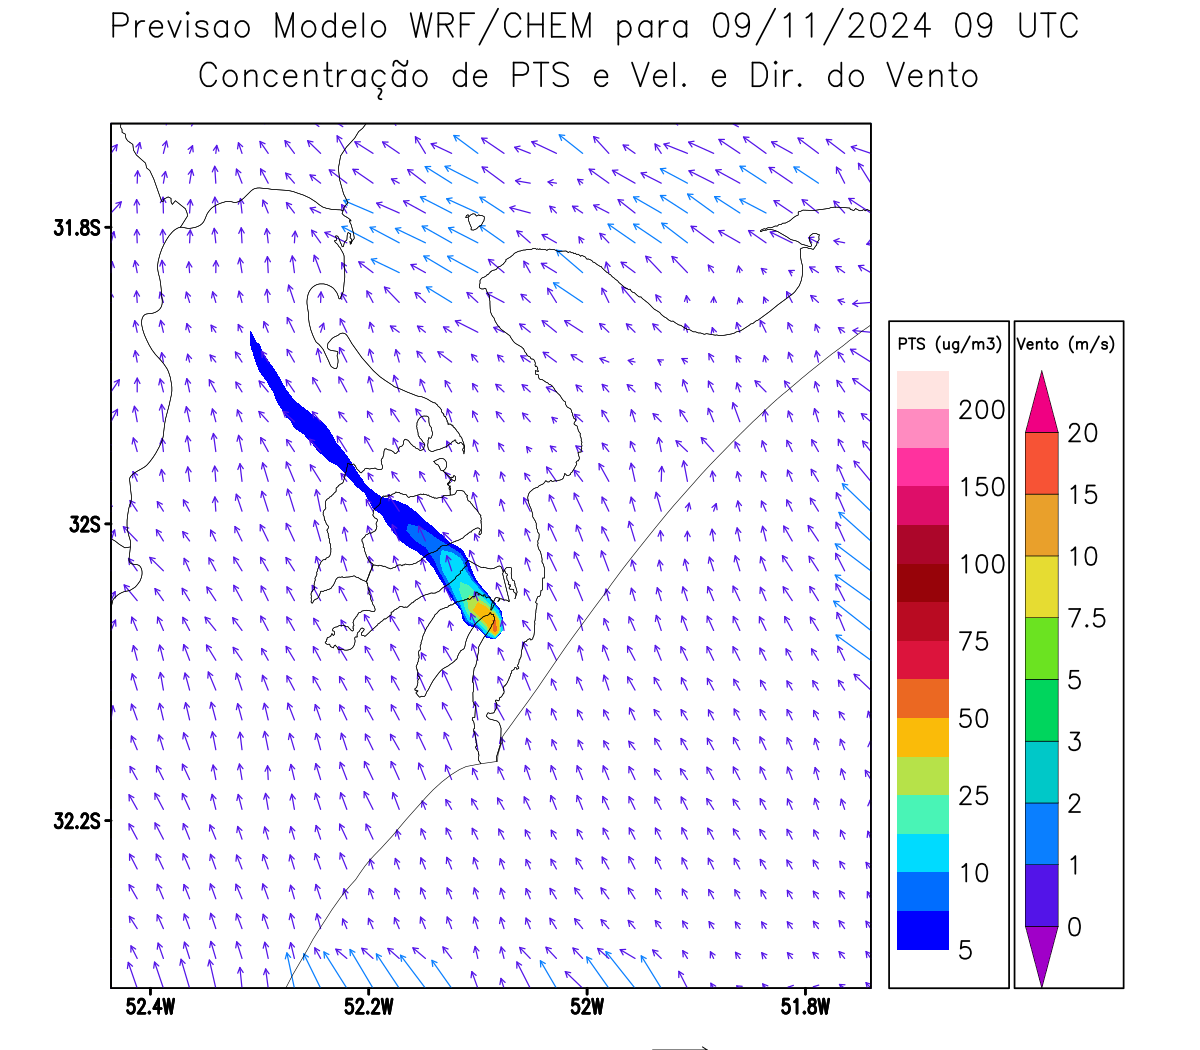 Previsao Modelo WRF/CHEM para 09/11/2024 09 UTC
Concentração de PTS e Vel. e Dir. do Vento
31.8S
32S
32.2S
52.4W
52.2W
52W
51.8W
PTS (ug/m3)
200
150
100
75
50
25
10
5
Vento (m/s)
20
15
10
7.5
5
3
2
1
0